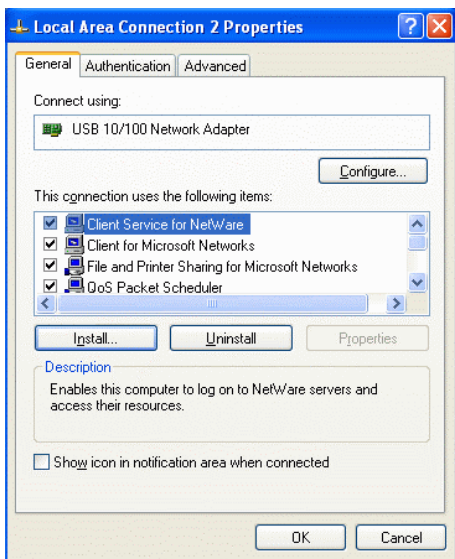 Local Area Connection 2 Properties
General Authentication Advanced
Connect using:
USB 10/100 Network Adapter
Configure...
This connection uses the following items:
Client Service for NetWare
Client for Microsoft Networks
File and Printer Sharing for Microsoft Networks
QoS Packet Scheduler
Install... Uninstall Properties
Description
Enables this computer to log on to NetWare servers and
access their resources.
Show icon in notification area when connected
OK Cancel